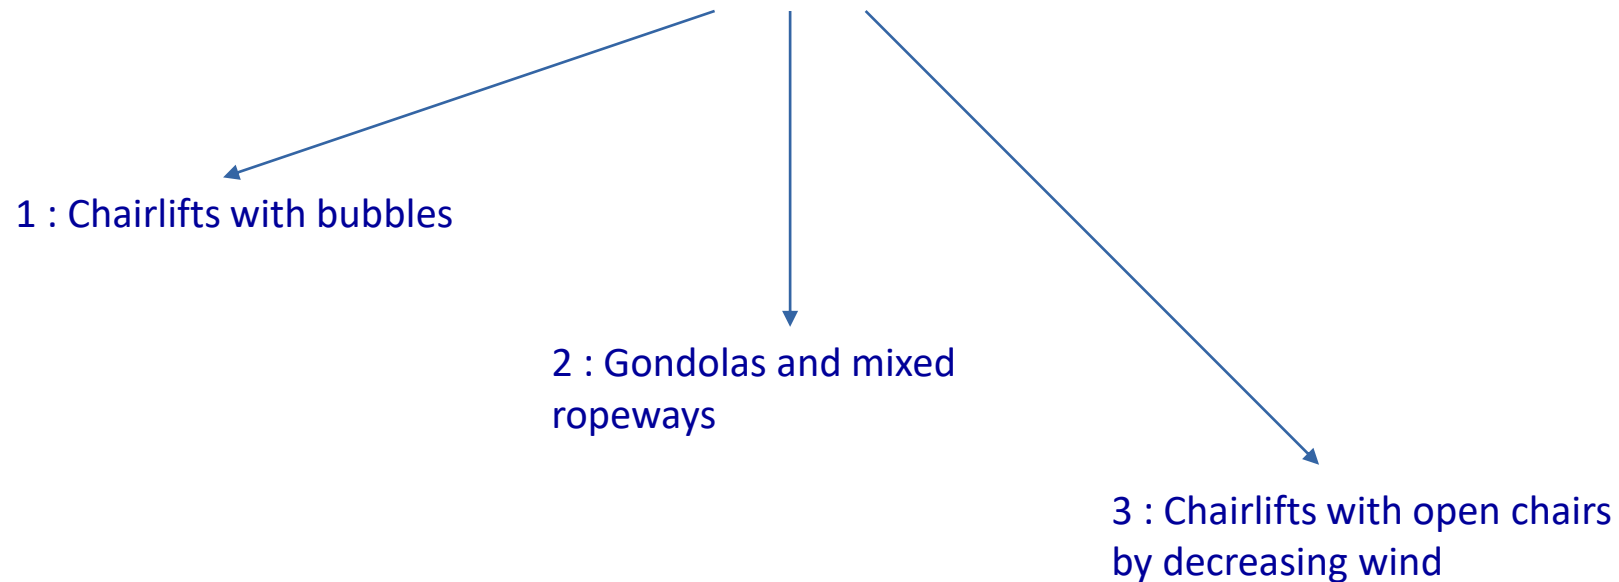 1 : Chairlifts with bubbles
2 : Gondolas and mixed
ropeways
3 : Chairlifts with open chairs
by decreasing wind